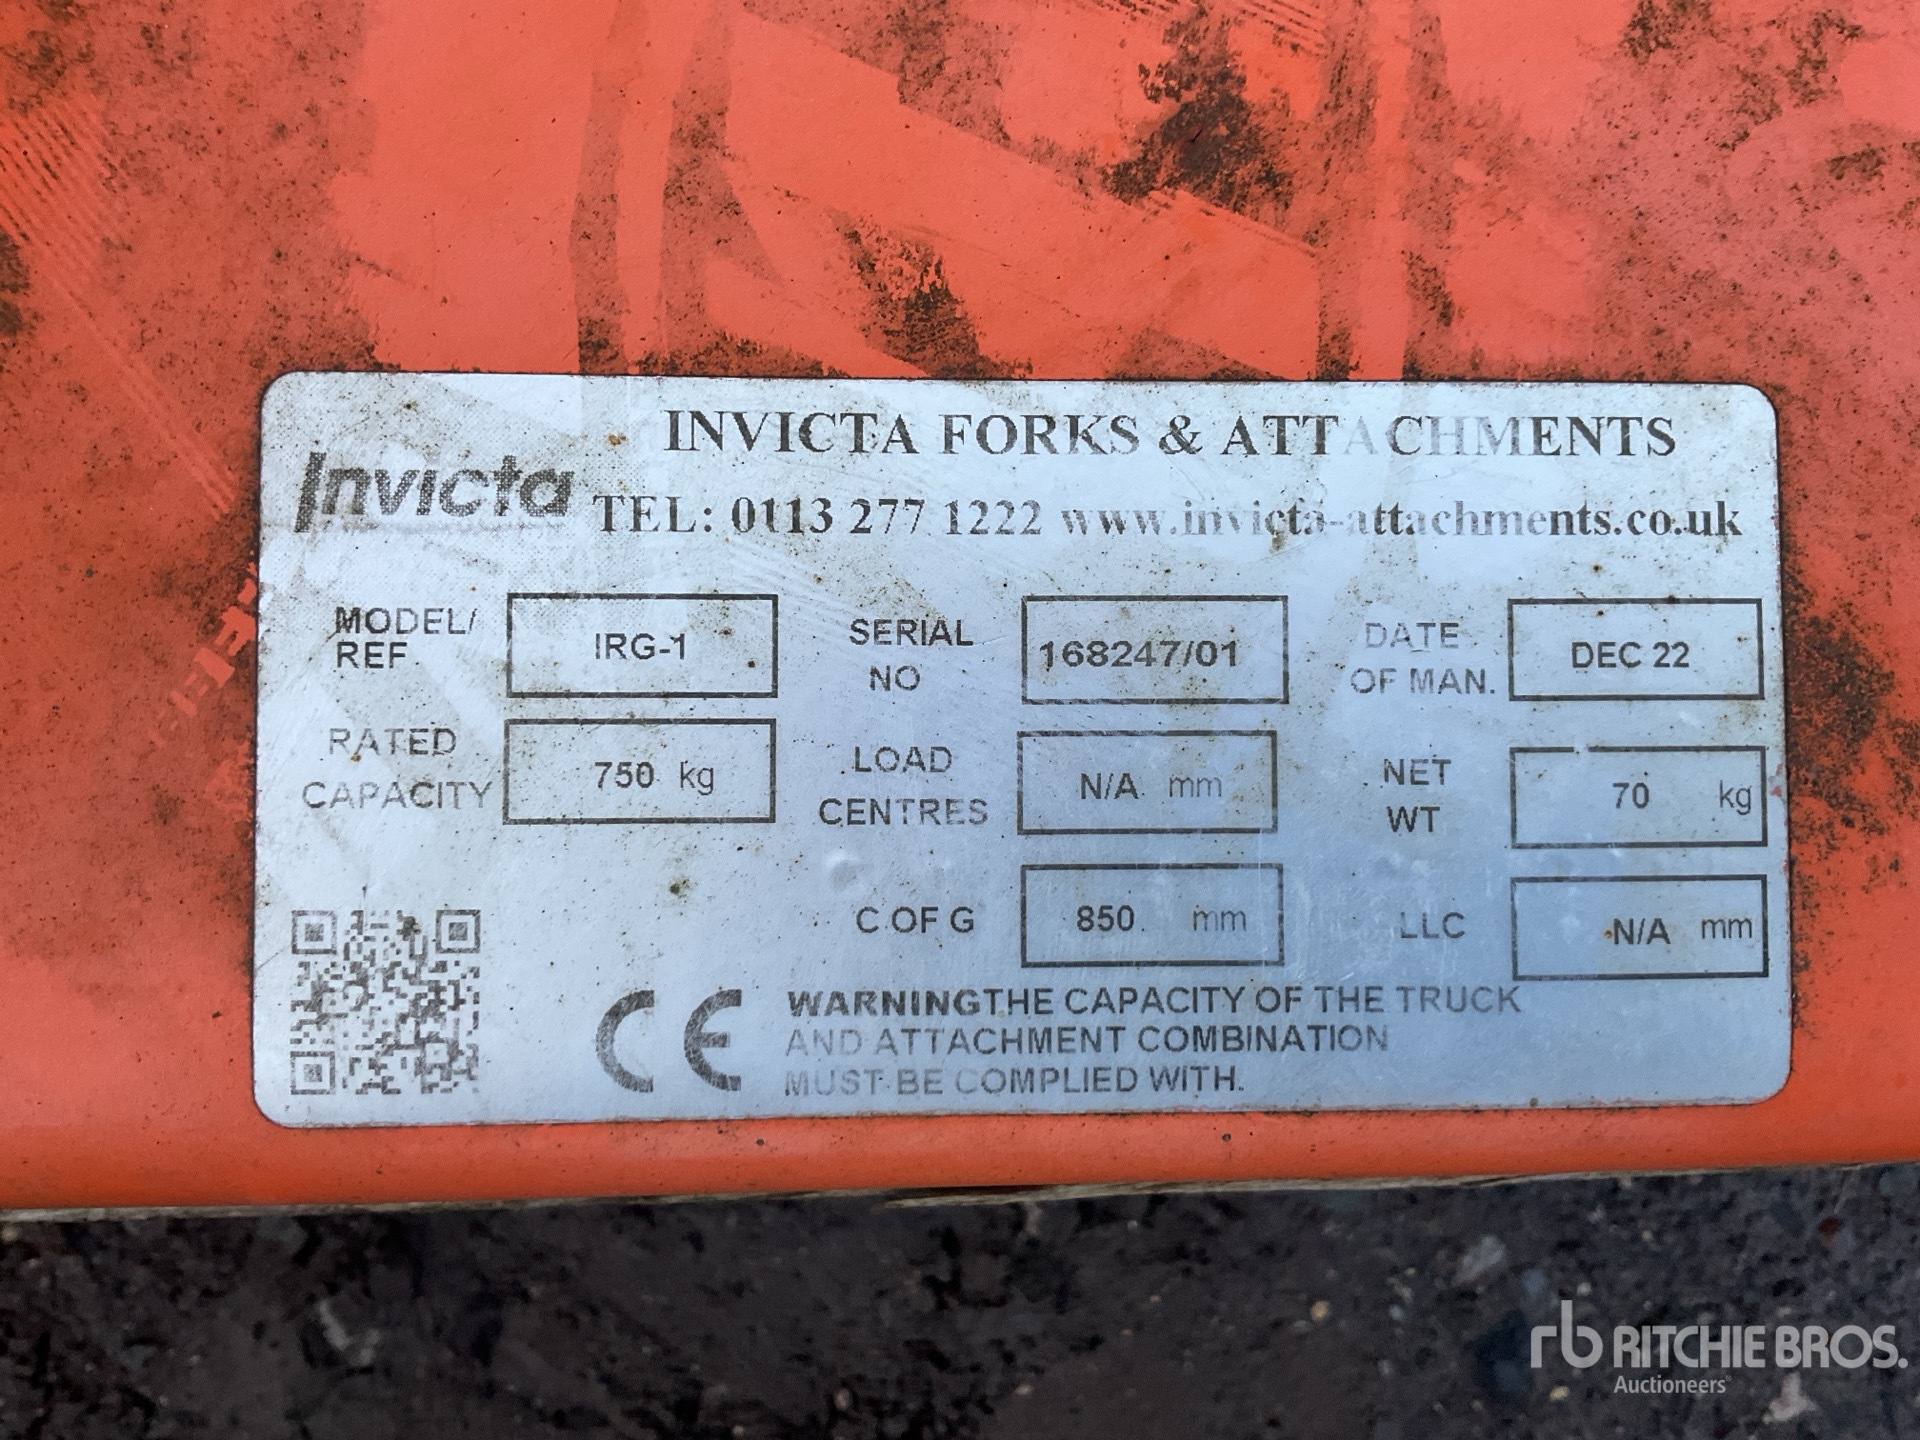 INVICTA FORKS & ATTACHMENTS
Invicta
TEL: 0113 277 1222 www.invicta-attachments.co.uk
MODEL/ REF IRG-1 SERIAL NO 168247/01 DATE OF MAN. DEC 22
RATED CAPACITY 750 kg LOAD CENTRES N/A mm NET WT 70 kg
C OF G 850 mm LLC N/A mm
CE
WARNING THE CAPACITY OF THE TRUCK
AND ATTACHMENT COMBINATION
MUST BE COMPLIED WITH.
rb RITCHIE BROS.
Auctioneers